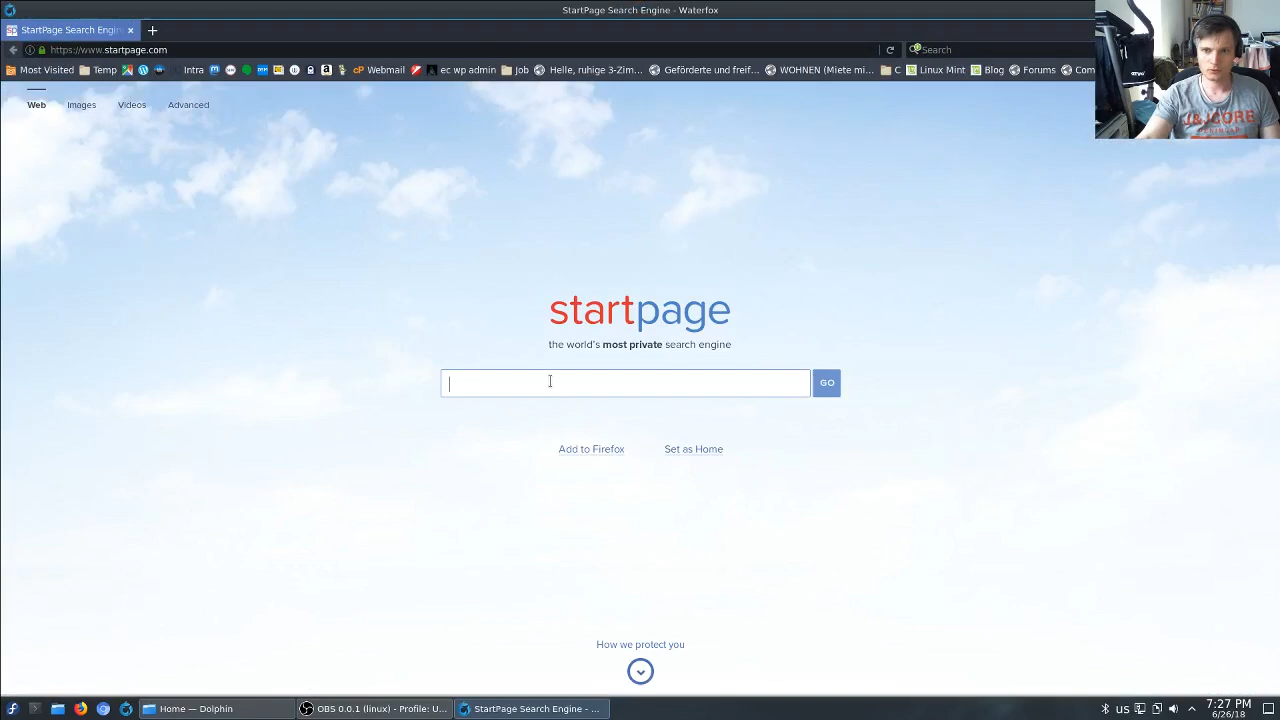 StartPage Search Engine - Waterfox
StartPage Search Engin
https://www.startpage.com
Search
Most Visited
Temp
Intra
Webmail
ec wp admin
job
Helle, ruhige 3-Zim...
Geförderte und freif...
WOHNEN (Miete mi...
C
Linux Mint
Blog
Forums
Com
Web
Images
Videos
Advanced
J&JCORE
startpage
the world's most private search engine
GO
Add to Firefox
Set as Home
How we protect you
Home — Dolphin
OBS 0.0.1 (linux) - Profile: U...
StartPage Search Engine - ...
us
7:27 PM
6/26/18